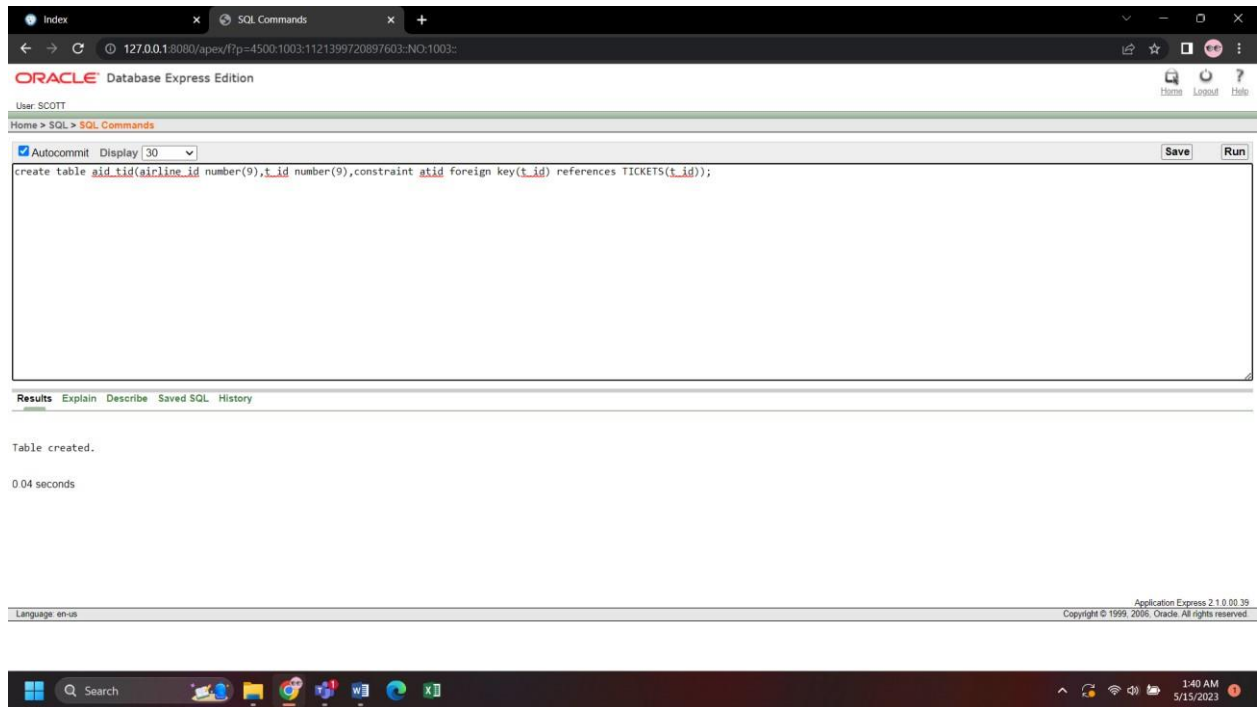 Index
SQL Commands
127.0.0.1:8080/apex/f?p=4500:1003:1121399720897603::NO:1003::
ORACLE Database Express Edition
Home Logout Help
User: SCOTT
Home > SQL > SQL Commands
Autocommit Display 30 Save Run
create table aid_tid(airline_id number(9),t_id number(9),constraint atid foreign key(t_id) references TICKETS(t_id));
Results Explain Describe Saved SQL History
Table created.
0.04 seconds
Application Express 2.1.0.00.39
Language: en-us Copyright © 1999, 2006, Oracle. All rights reserved.
Search
1:40 AM
5/15/2023